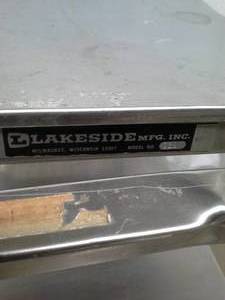 L LAKESIDE MFG. INC.
MILWAUKEE, WISCONSIN MODEL NO.